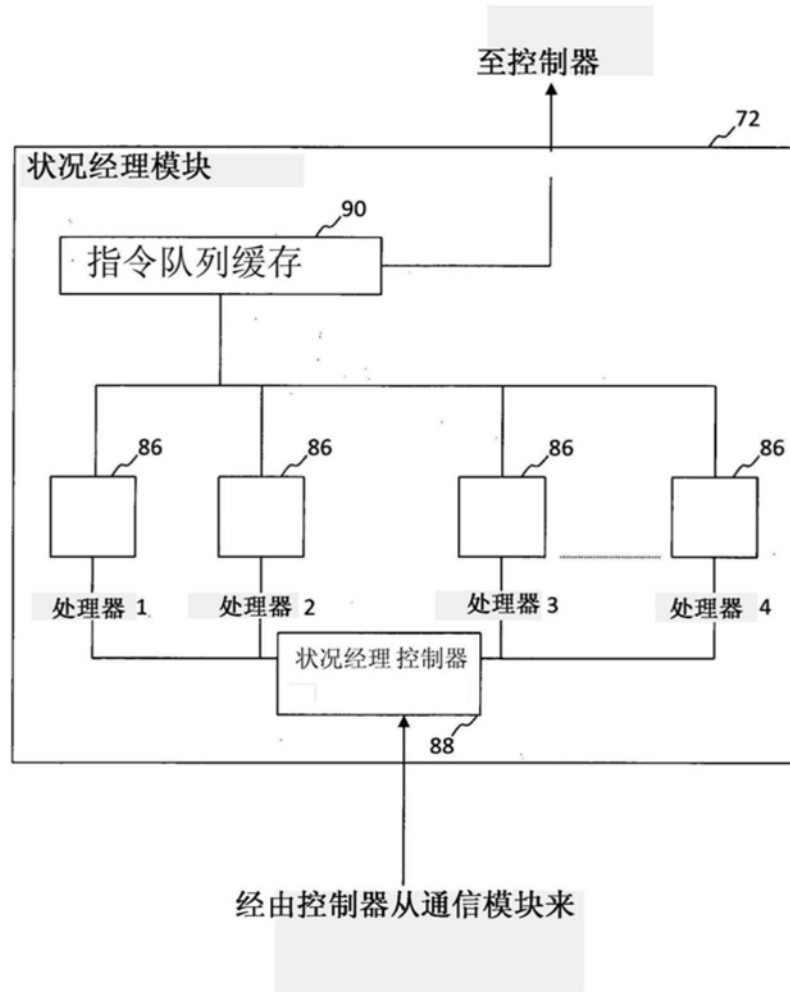 至控制器
72
状况经理模块
90
指令队列缓存
86
86
86
86
处理器 1
处理器 2
处理器 3
处理器 4
状况经理 控制器
88
经由控制器从通信模块来